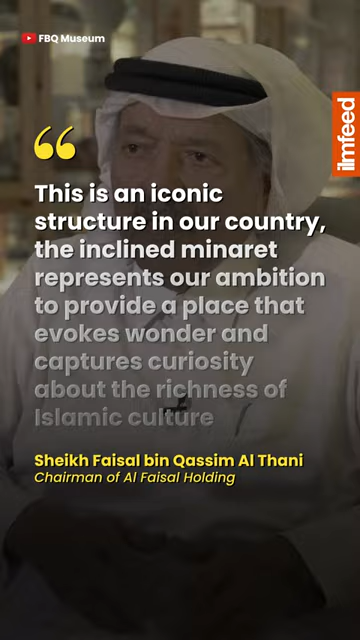 FBQ Museum
ilmfeed
“
This is an iconic
structure in our country,
the inclined minaret
represents our ambition
to provide a place that
evokes wonder and
captures curiosity
about the richness of
Islamic culture
Sheikh Faisal bin Qassim Al Thani
Chairman of Al Faisal Holding